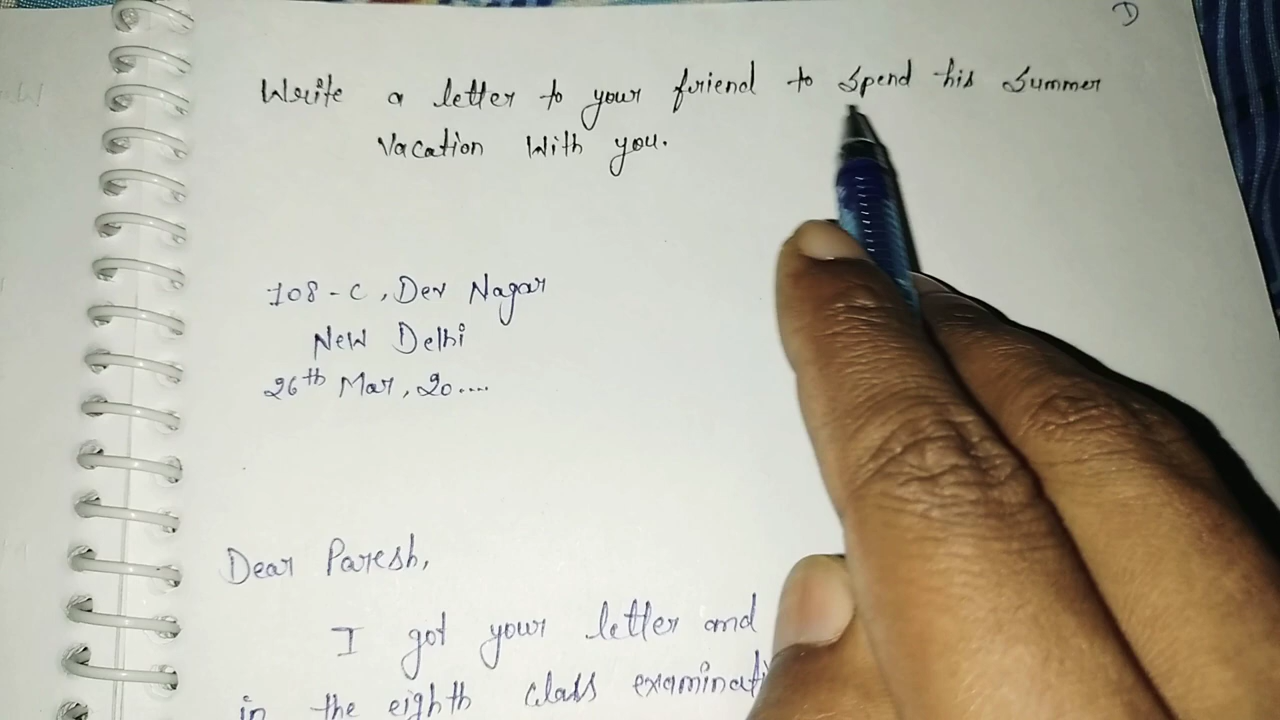 Write a letter to your friend to spend his Summer
Vacation With you.
108-C, Dev Nagar
New Delhi
26th Mar, 20....
Dear Paresh,
I got your letter and
in the eighth class